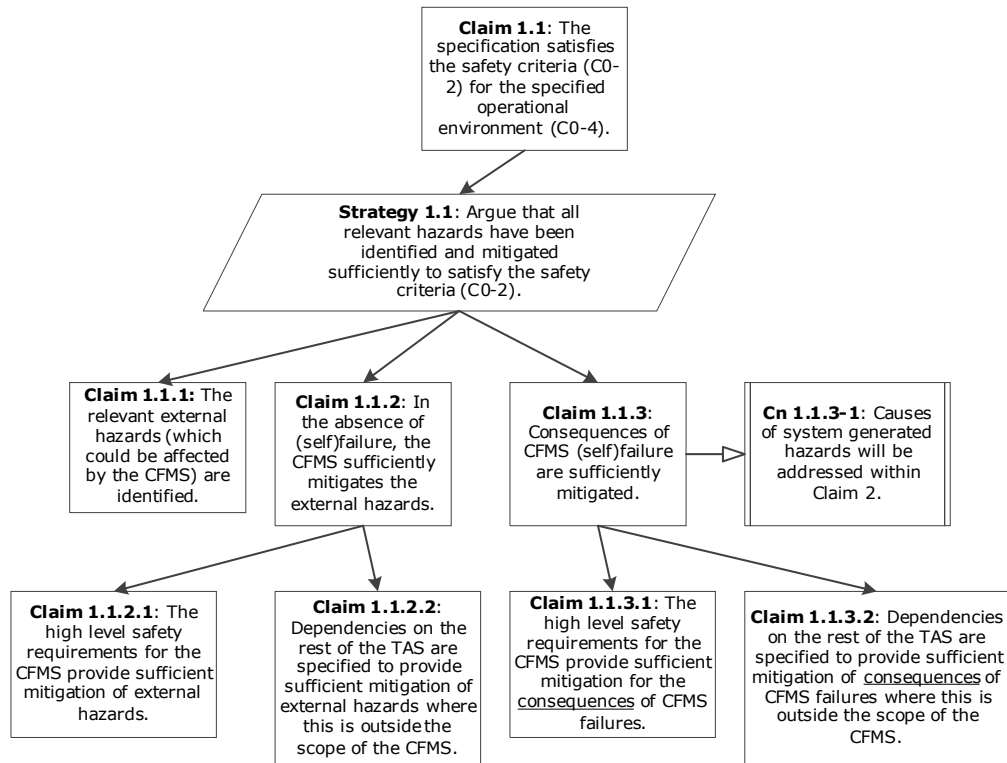 Claim 1.1: The
specification satisfies
the safety criteria (C0-
2) for the specified
operational
environment (C0-4).
Strategy 1.1: Argue that all
relevant hazards have been
identified and mitigated
sufficiently to satisfy the safety
criteria (C0-2).
Claim 1.1.1: The
relevant external
hazards (which
could be affected
by the CFMS) are
identified.
Claim 1.1.2: In
the absence of
(self)failure, the
CFMS sufficiently
mitigates the
external hazards.
Claim 1.1.3:
Consequences of
CFMS (self)failure
are sufficiently
mitigated.
Cn 1.1.3-1: Causes
of system generated
hazards will be
addressed within
Claim 2.
Claim 1.1.2.1: The
high level safety
requirements for the
CFMS provide sufficient
mitigation of external
hazards.
Claim 1.1.2.2:
Dependencies on the
rest of the TAS are
specified to provide
sufficient mitigation of
external hazards where
this is outside the
scope of the CFMS.
Claim 1.1.3.1: The
high level safety
requirements for the
CFMS provide sufficient
mitigation for the
consequences of CFMS
failures.
Claim 1.1.3.2: Dependencies
on the rest of the TAS are
specified to provide sufficient
mitigation of consequences of
CFMS failures where this is
outside the scope of the
CFMS.